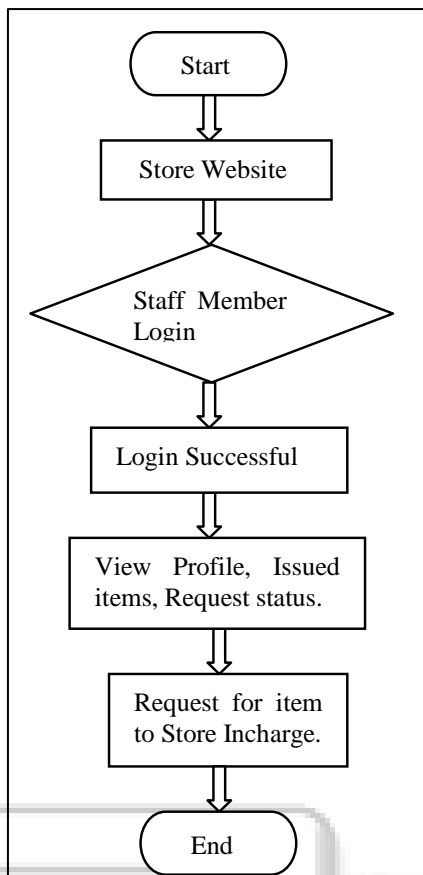 Start
Store Website
Staff Member
Login
Login Successful
View Profile, Issued
items, Request status.
Request for item
to Store Incharge.
End